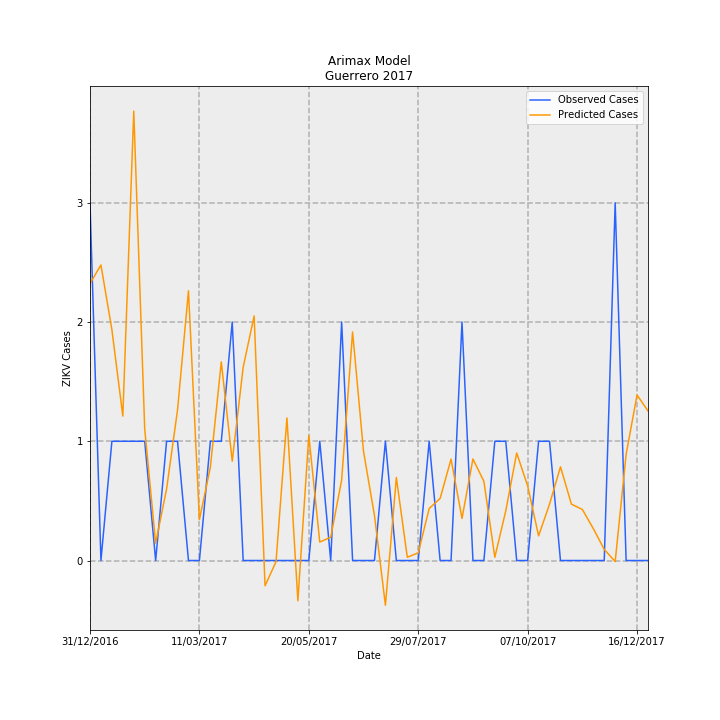 Arimax Model
Guerrero 2017
Observed Cases
Predicted Cases
ZIKV Cases
3
2
1
0
31/12/2016 11/03/2017 20/05/2017 29/07/2017 07/10/2017 16/12/2017
Date